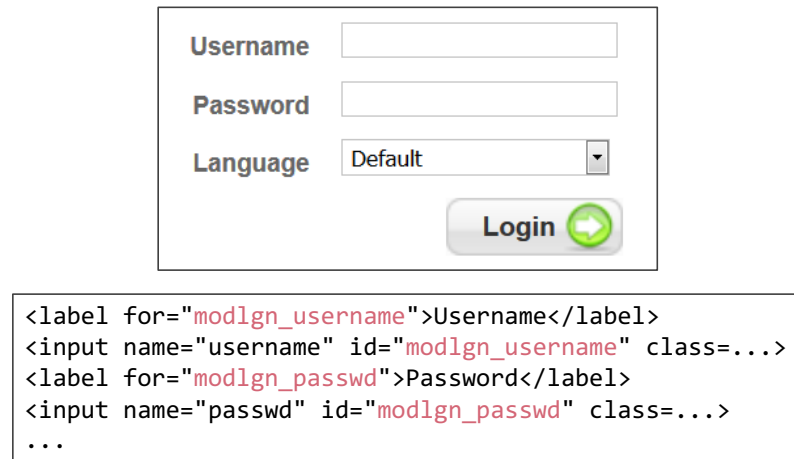 Username
Password
Language Default
Login
<label for="modlgn_username">Username</label>
<input name="username" id="modlgn_username" class=...>
<label for="modlgn_passwd">Password</label>
<input name="passwd" id="modlgn_passwd" class=...>
...